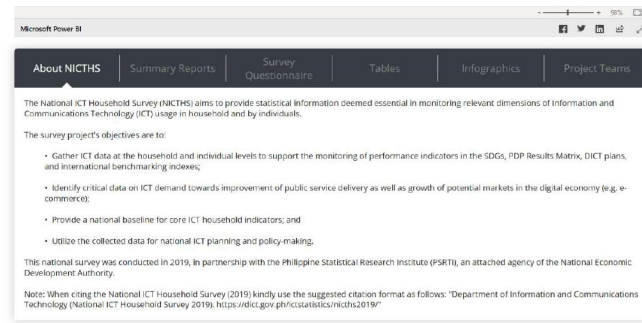 - + 98%
Microsoft Power BI
About NICTHS
Summary Reports
Survey
Questionnaire
Tables
Infographics
Project Teams
The National ICT Household Survey (NICTHS) aims to provide statistical information deemed essential in monitoring relevant dimensions of Information and
Communications Technology (ICT) usage in household and by individuals.
The survey project's objectives are to:
• Gather ICT data at the household and individual levels to support the monitoring of performance indicators in the SDGs, PDP Results Matrix, DICT plans,
and international benchmarking indexes;
• Identify critical data on ICT demand towards improvement of public service delivery as well as growth of potential markets in the digital economy (e.g. e-
commerce);
• Provide a national baseline for core ICT household indicators; and
• Utilize the collected data for national ICT planning and policy-making.
This national survey was conducted in 2019, in partnership with the Philippine Statistical Research Institute (PSRTI), an attached agency of the National Economic
Development Authority.
Note: When citing the National ICT Household Survey (2019) kindly use the suggested citation format as follows: "Department of Information and Communications
Technology (National ICT Household Survey 2019). https://dict.gov.ph/ictstatistics/nicths2019/"